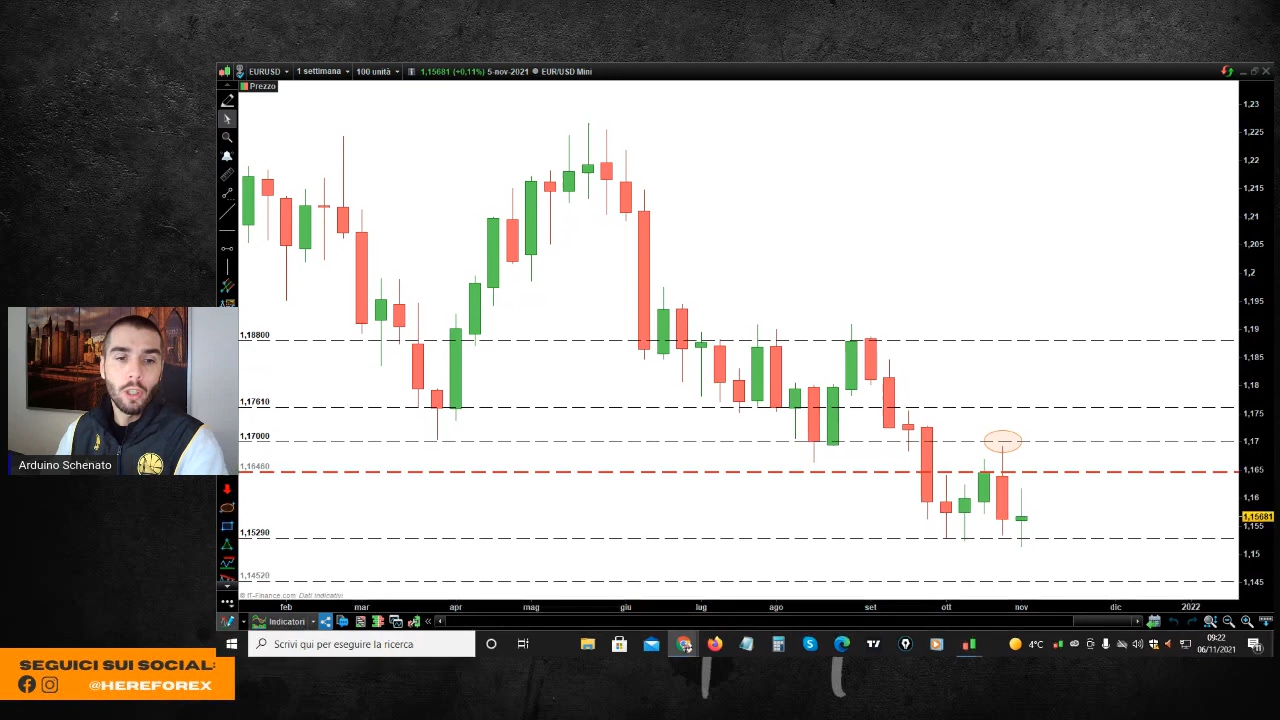 EURUSD 1 settimana 100 unità 1,15681 (+0,11%) 5-nov-2021 EUR/USD Mini
Prezzo
1,23
1,225
1,22
1,215
1,21
1,205
1,2
1,195
1,19
1,185
1,18
1,175
1,17
1,165
1,16
1,15681
1,155
1,15
1,145
1,18800
1,17610
1,17000
1,16460
1,15290
1,14520
© IT-Finance.com Dati indicativi
feb mar apr mag giu lug ago set ott nov dic 2022
Indicatori
Arduino Schenato
Scrivi qui per eseguire la ricerca
4°C
09:22
06/11/2021
SEGUICI SUI SOCIAL:
@HEREFOREX